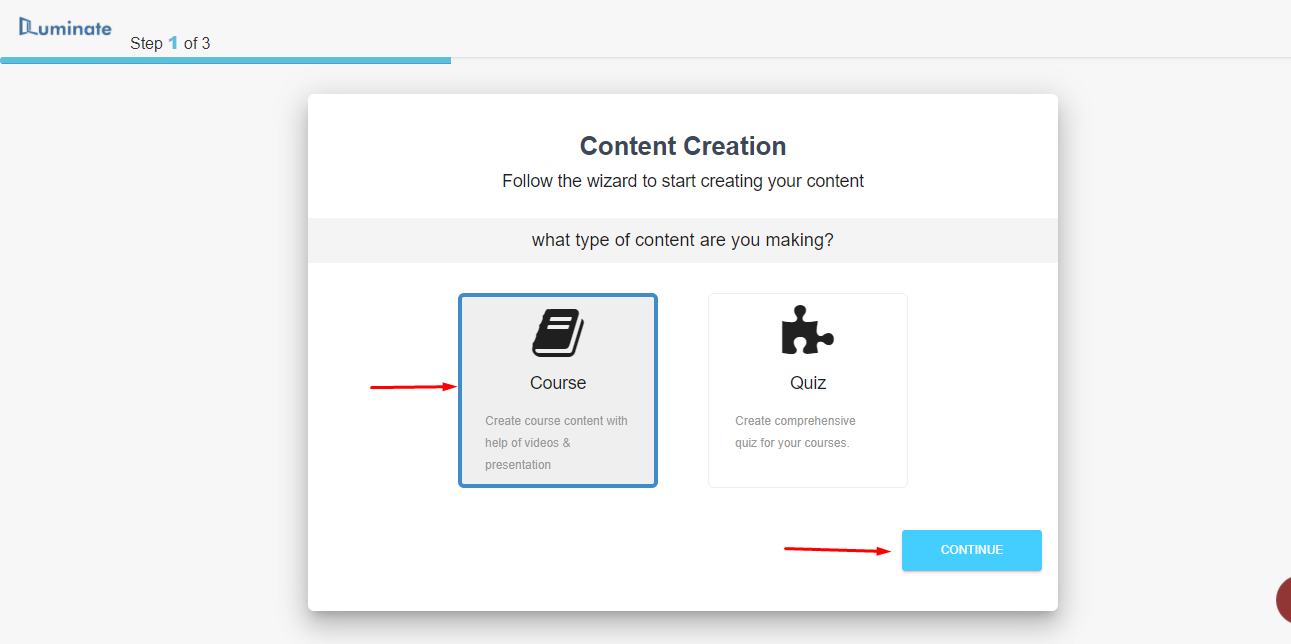 iLuminate
Step 1 of 3
Content Creation
Follow the wizard to start creating your content
what type of content are you making?
Course
Create course content with
help of videos &
presentation
Quiz
Create comprehensive
quiz for your courses.
CONTINUE